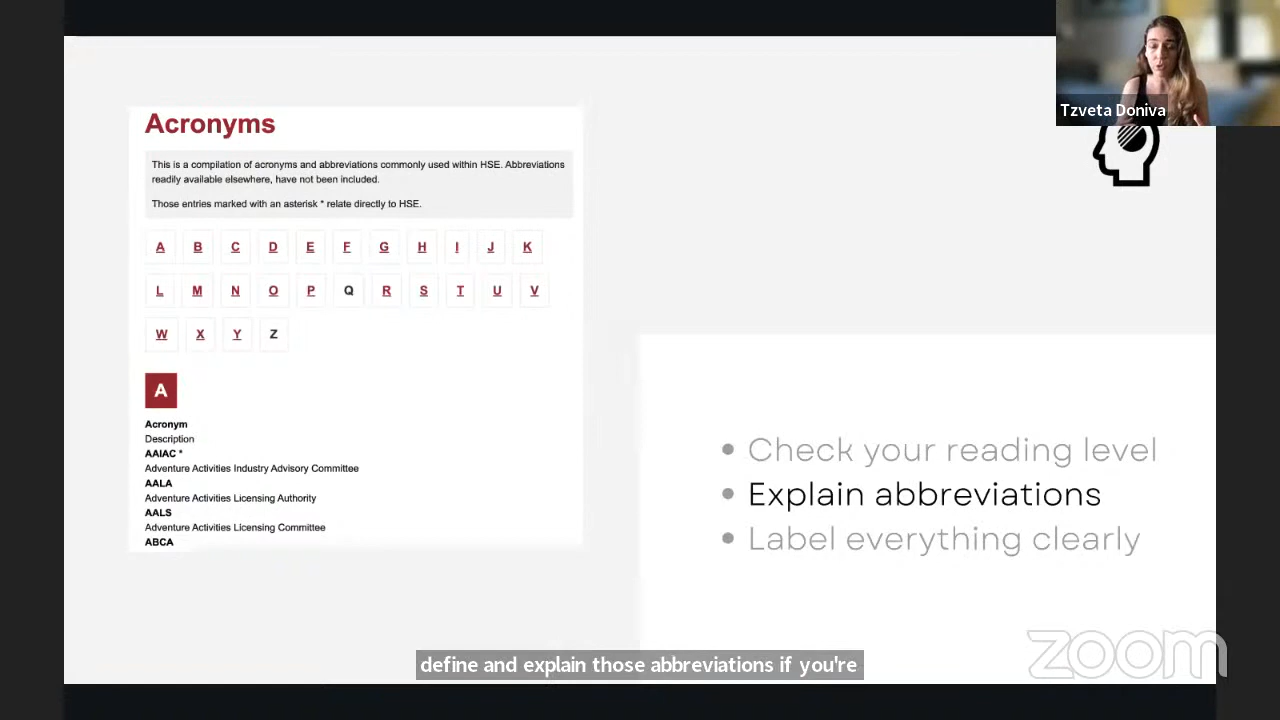 Tzveta Doniva
Acronyms
This is a compilation of acronyms and abbreviations commonly used within HSE. Abbreviations
readily available elsewhere, have not been included.
Those entries marked with an asterisk * relate directly to HSE.
A B C D E F G H I J K
L M N O P Q R S T U V
W X Y Z
A
Acronym
Description
AAIAC *
Adventure Activities Industry Advisory Committee
AALA
Adventure Activities Licensing Authority
AALS
Adventure Activities Licensing Committee
ABCA
• Check your reading level
• Explain abbreviations
• Label everything clearly
define and explain those abbreviations if you're
zoom